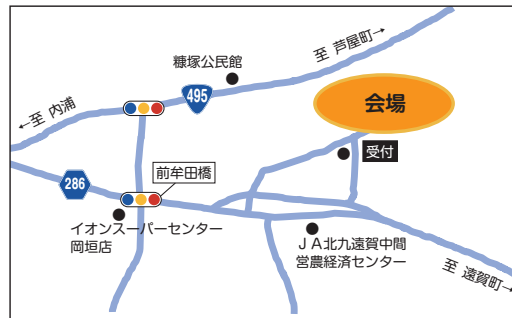 至 芦屋町→
糠塚公民館
495
会場
←至 内浦
受付
前牟田橋
286
イオンスーパーセンター
岡垣店
ＪＡ北九遠賀中間
営農経済センター
至 遠賀町→